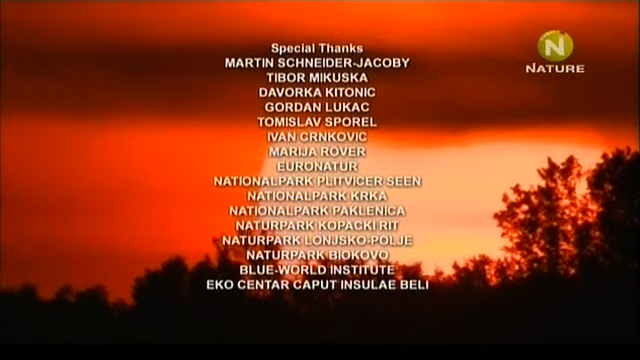 Special Thanks
MARTIN SCHNEIDER-JACOBY
TIBOR MIKUSKA
DAVORKA KITONIC
GORDAN LUKAC
TOMISLAV SPOREL
IVAN CRNKOVIC
MARIJA ROVER
EURONATUR
NATIONALPARK PLITVICER SEEN
NATIONALPARK KRKA
NATIONALPARK PAKLENICA
NATURPARK KOPACKI RIT
NATURPARK LONJSKO-POLJE
NATURPARK BIOKOVO
BLUE-WORLD INSTITUTE
EKO CENTAR CAPUT INSULAE BELI
N
NATURE